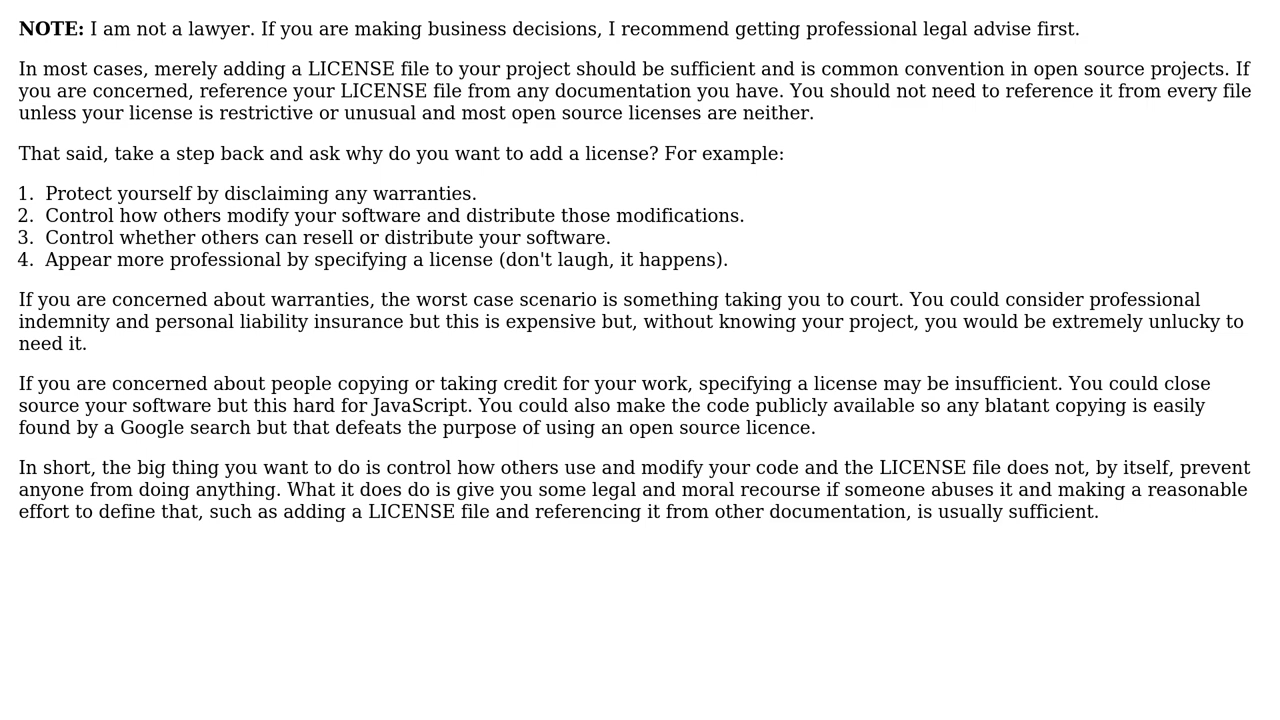 NOTE: I am not a lawyer. If you are making business decisions, I recommend getting professional legal advise first.
In most cases, merely adding a LICENSE file to your project should be sufficient and is common convention in open source projects. If
you are concerned, reference your LICENSE file from any documentation you have. You should not need to reference it from every file
unless your license is restrictive or unusual and most open source licenses are neither.
That said, take a step back and ask why do you want to add a license? For example:
1. Protect yourself by disclaiming any warranties.
2. Control how others modify your software and distribute those modifications.
3. Control whether others can resell or distribute your software.
4. Appear more professional by specifying a license (don't laugh, it happens).
If you are concerned about warranties, the worst case scenario is something taking you to court. You could consider professional
indemnity and personal liability insurance but this is expensive but, without knowing your project, you would be extremely unlucky to
need it.
If you are concerned about people copying or taking credit for your work, specifying a license may be insufficient. You could close
source your software but this hard for JavaScript. You could also make the code publicly available so any blatant copying is easily
found by a Google search but that defeats the purpose of using an open source licence.
In short, the big thing you want to do is control how others use and modify your code and the LICENSE file does not, by itself, prevent
anyone from doing anything. What it does do is give you some legal and moral recourse if someone abuses it and making a reasonable
effort to define that, such as adding a LICENSE file and referencing it from other documentation, is usually sufficient.